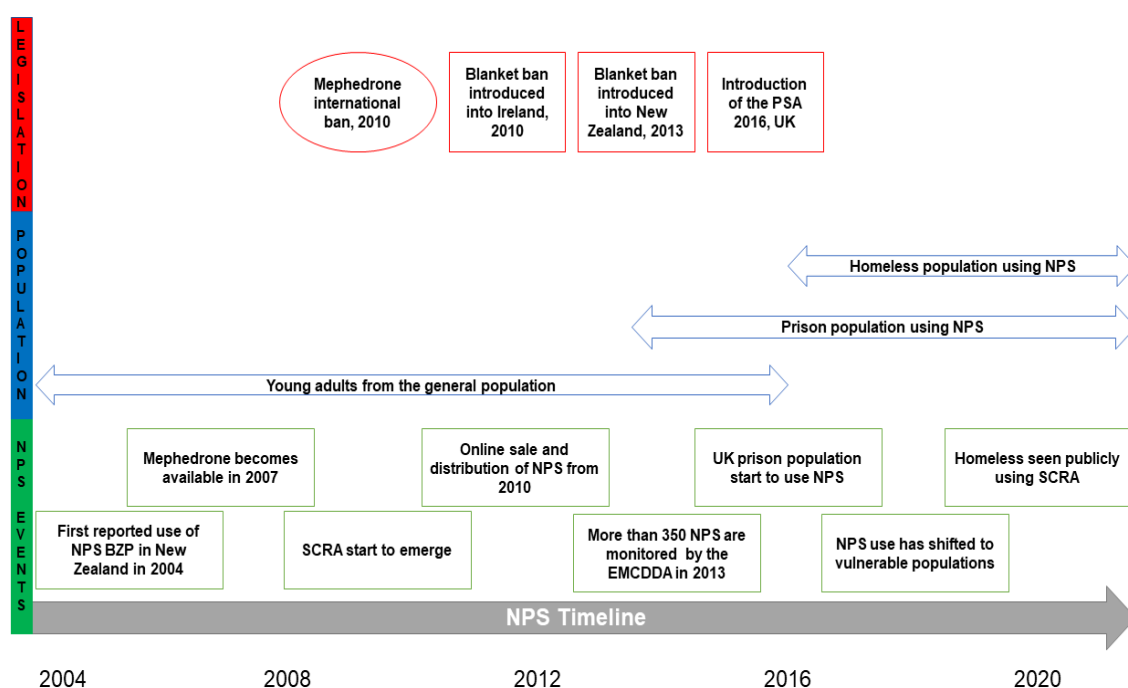 LEGISLATION
Mephedrone
international
ban, 2010
Blanket ban
introduced
into Ireland,
2010
Blanket ban
introduced
into New
Zealand, 2013
Introduction
of the PSA
2016, UK
POPULATION
Homeless population using NPS
Prison population using NPS
Young adults from the general population
NPS EVENTS
Mephedrone becomes
available in 2007
Online sale and
distribution of NPS from
2010
UK prison population
start to use NPS
Homeless seen publicly
using SCRA
First reported use of
NPS BZP in New
Zealand in 2004
SCRA start to emerge
More than 350 NPS are
monitored by the
EMCDDA in 2013
NPS use has shifted to
vulnerable populations
NPS Timeline
2004 2008 2012 2016 2020